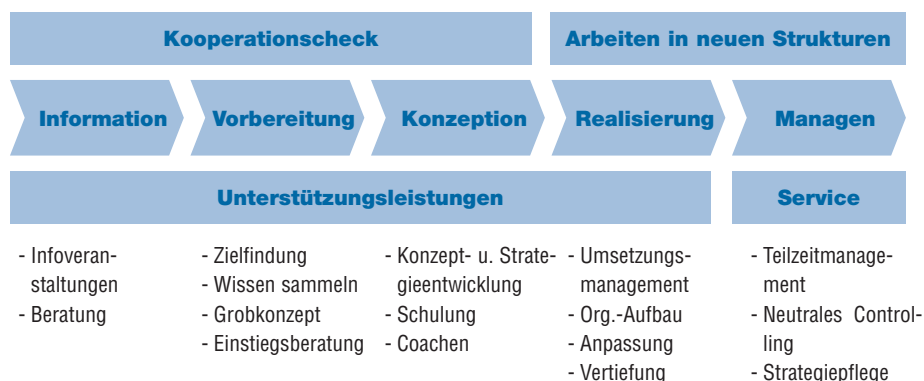 Kooperationscheck
Arbeiten in neuen Strukturen
Information
Vorbereitung
Konzeption
Realisierung
Managen
Unterstützungsleistungen
Service
- Infoveran-
staltungen
- Beratung
- Zielfindung
- Wissen sammeln
- Grobkonzept
- Einstiegsberatung
- Konzept- u. Strate-
gieentwicklung
- Schulung
- Coachen
- Umsetzungs-
management
- Org.-Aufbau
- Anpassung
- Vertiefung
- Teilzeitmanage-
ment
- Neutrales Control-
ling
- Strategiepflege